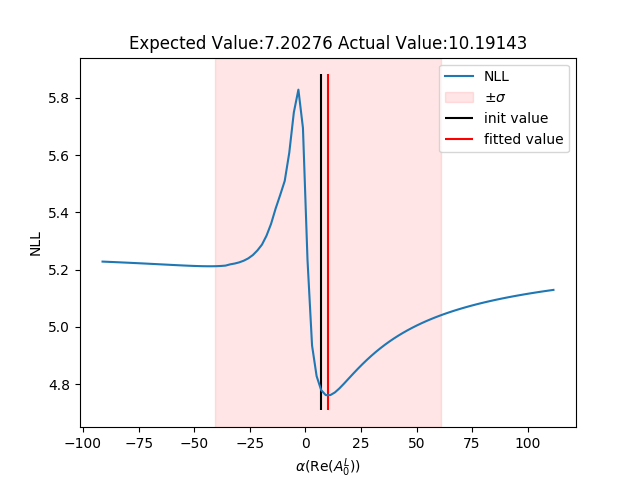 Expected Value:7.20276 Actual Value:10.19143
NLL
±σ
init value
fitted value
5.8
5.6
5.4
5.2
5.0
4.8
NLL
−100
−75
−50
−25
0
25
50
75
100
α(Re(A₀ᴸ))